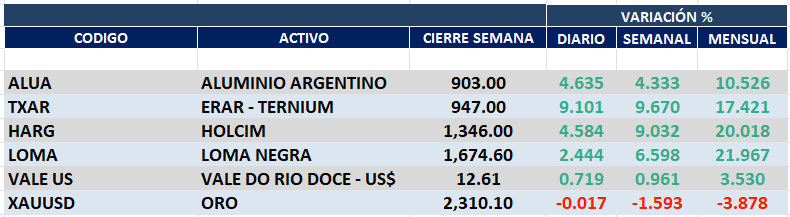 VARIACIÓN %
CODIGO ACTIVO CIERRE SEMANA DIARIO SEMANAL MENSUAL
ALUA ALUMINIO ARGENTINO 903.00 4.635 4.333 10.526
TXAR ERAR - TERNIUM 947.00 9.101 9.670 17.421
HARG HOLCIM 1,346.00 4.584 9.032 20.018
LOMA LOMA NEGRA 1,674.60 2.444 6.598 21.967
VALE US VALE DO RIO DOCE - US$ 12.61 0.719 0.961 3.530
XAUUSD ORO 2,310.10 -0.017 -1.593 -3.878